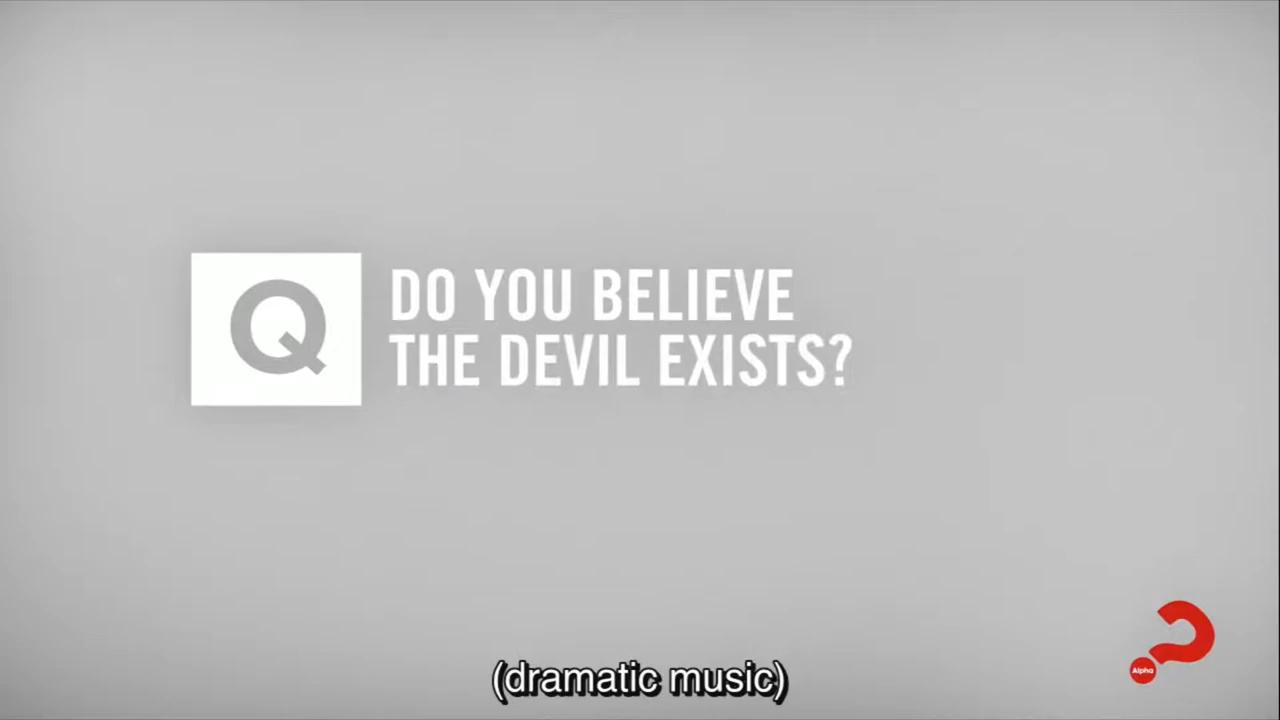 Q
DO YOU BELIEVE
THE DEVIL EXISTS?
Alpha
(dramatic music)